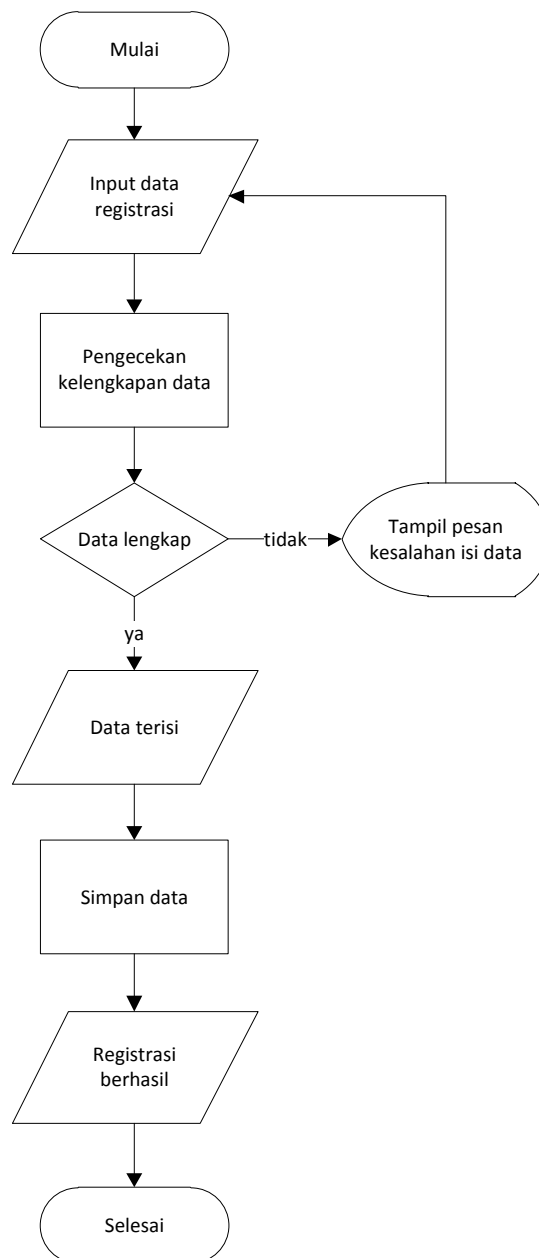 Mulai
Input data
registrasi
Pengecekan
kelengkapan data
Data lengkap
tidak
Tampil pesan
kesalahan isi data
ya
Data terisi
Simpan data
Registrasi
berhasil
Selesai